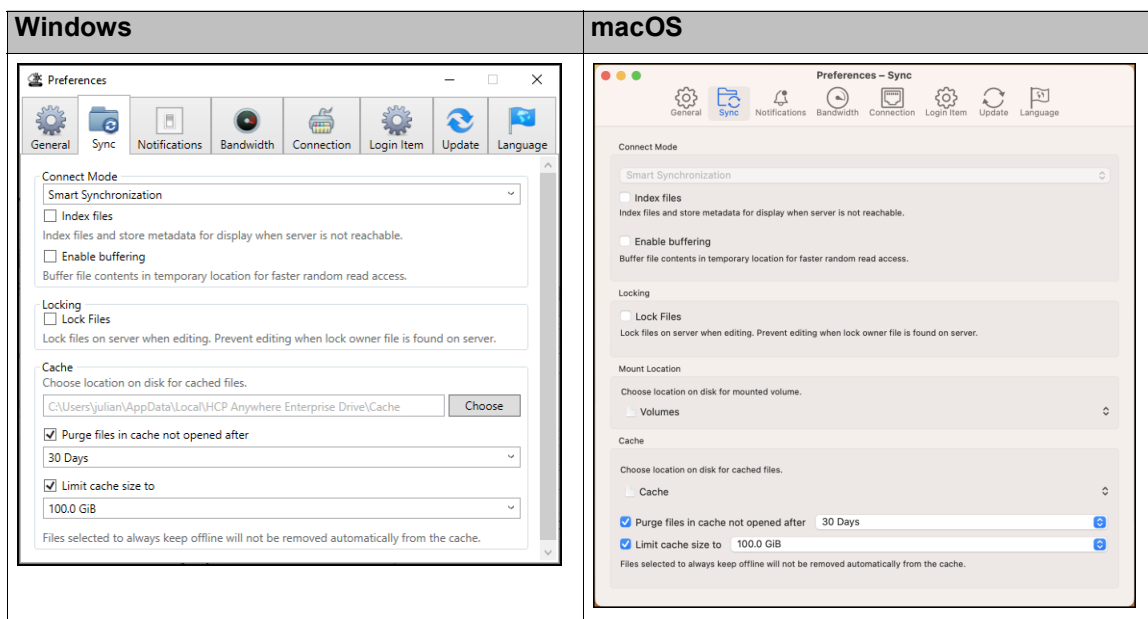 Windows
Preferences
General Sync Notifications Bandwidth Connection Login Item Update Language
Connect Mode
Smart Synchronization
Index files
Index files and store metadata for display when server is not reachable.
Enable buffering
Buffer file contents in temporary location for faster random read access.
Locking
Lock Files
Lock files on server when editing. Prevent editing when lock owner file is found on server.
Cache
Choose location on disk for cached files.
C:\Users\julian\AppData\Local\HCP Anywhere Enterprise Drive\Cache Choose
Purge files in cache not opened after
30 Days
Limit cache size to
100.0 GiB
Files selected to always keep offline will not be removed automatically from the cache.
macOS
Preferences – Sync
General Sync Notifications Bandwidth Connection Login Item Update Language
Connect Mode
Smart Synchronization
Index files
Index files and store metadata for display when server is not reachable.
Enable buffering
Buffer file contents in temporary location for faster random read access.
Locking
Lock Files
Lock files on server when editing. Prevent editing when lock owner file is found on server.
Mount Location
Choose location on disk for mounted volume.
Volumes
Cache
Choose location on disk for cached files.
Cache
Purge files in cache not opened after 30 Days
Limit cache size to 100.0 GiB
Files selected to always keep offline will not be removed automatically from the cache.